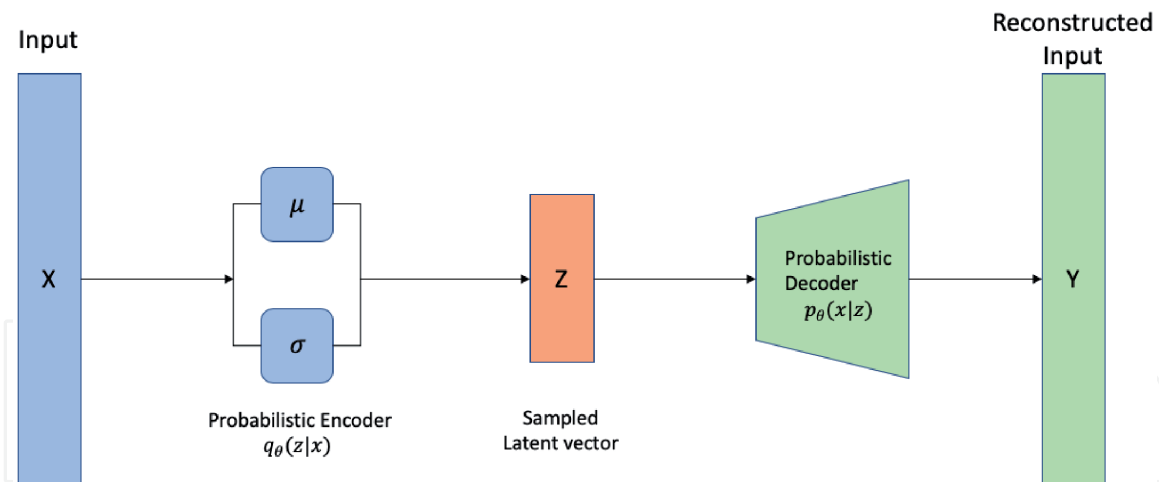 Input
X
μ
σ
Probabilistic Encoder
qθ(z|x)
Z
Sampled
Latent vector
Probabilistic
Decoder
pθ(x|z)
Reconstructed
Input
Y